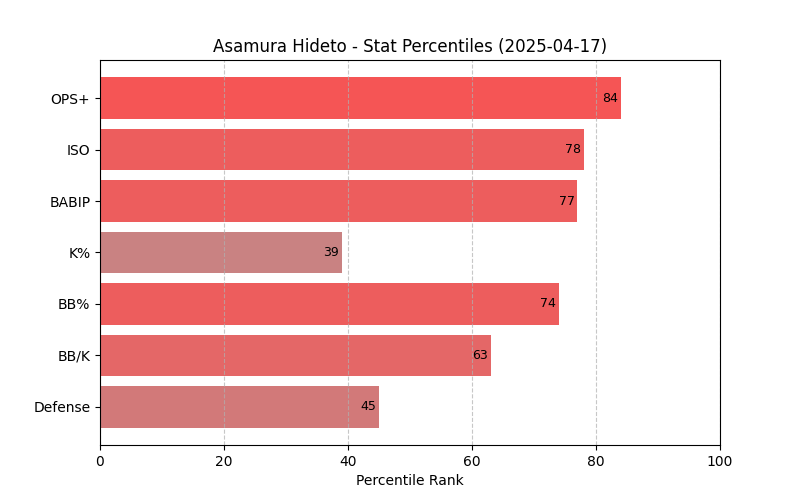 Asamura Hideto - Stat Percentiles (2025-04-17)
OPS+ 84
ISO 78
BABIP 77
K% 39
BB% 74
BB/K 63
Defense 45
0 20 40 60 80 100
Percentile Rank